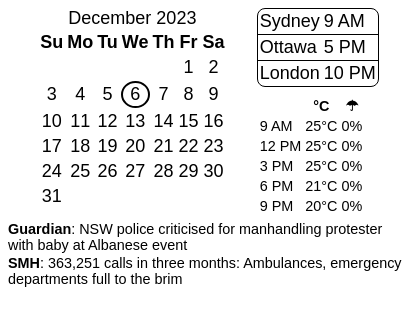 December 2023
Su Mo Tu We Th Fr Sa
1 2
3 4 5 6 7 8 9
10 11 12 13 14 15 16
17 18 19 20 21 22 23
24 25 26 27 28 29 30
31
Sydney 9 AM
Ottawa 5 PM
London 10 PM
°C ☂
9 AM 25°C 0%
12 PM 25°C 0%
3 PM 25°C 0%
6 PM 21°C 0%
9 PM 20°C 0%
Guardian: NSW police criticised for manhandling protester
with baby at Albanese event
SMH: 363,251 calls in three months: Ambulances, emergency
departments full to the brim